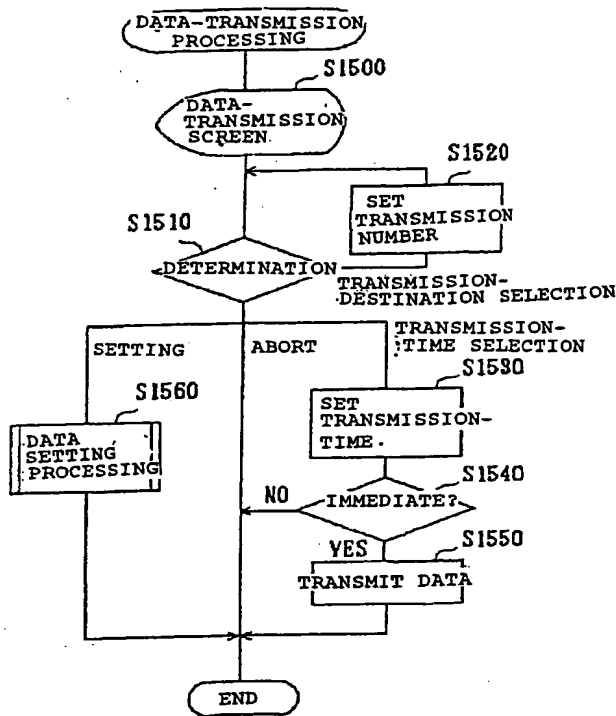 DATA-TRANSMISSION
PROCESSING
S1500
DATA-
TRANSMISSION
SCREEN.
S1520
SET
TRANSMISSION
NUMBER
S1510
DETERMINATION
TRANSMISSION-
DESTINATION SELECTION
SETTING
ABORT
TRANSMISSION-
TIME SELECTION
S1560
DATA
SETTING
PROCESSING
S1530
SET
TRANSMISSION-
TIME.
S1540
NO
IMMEDIATE?
YES
S1550
TRANSMIT DATA
END